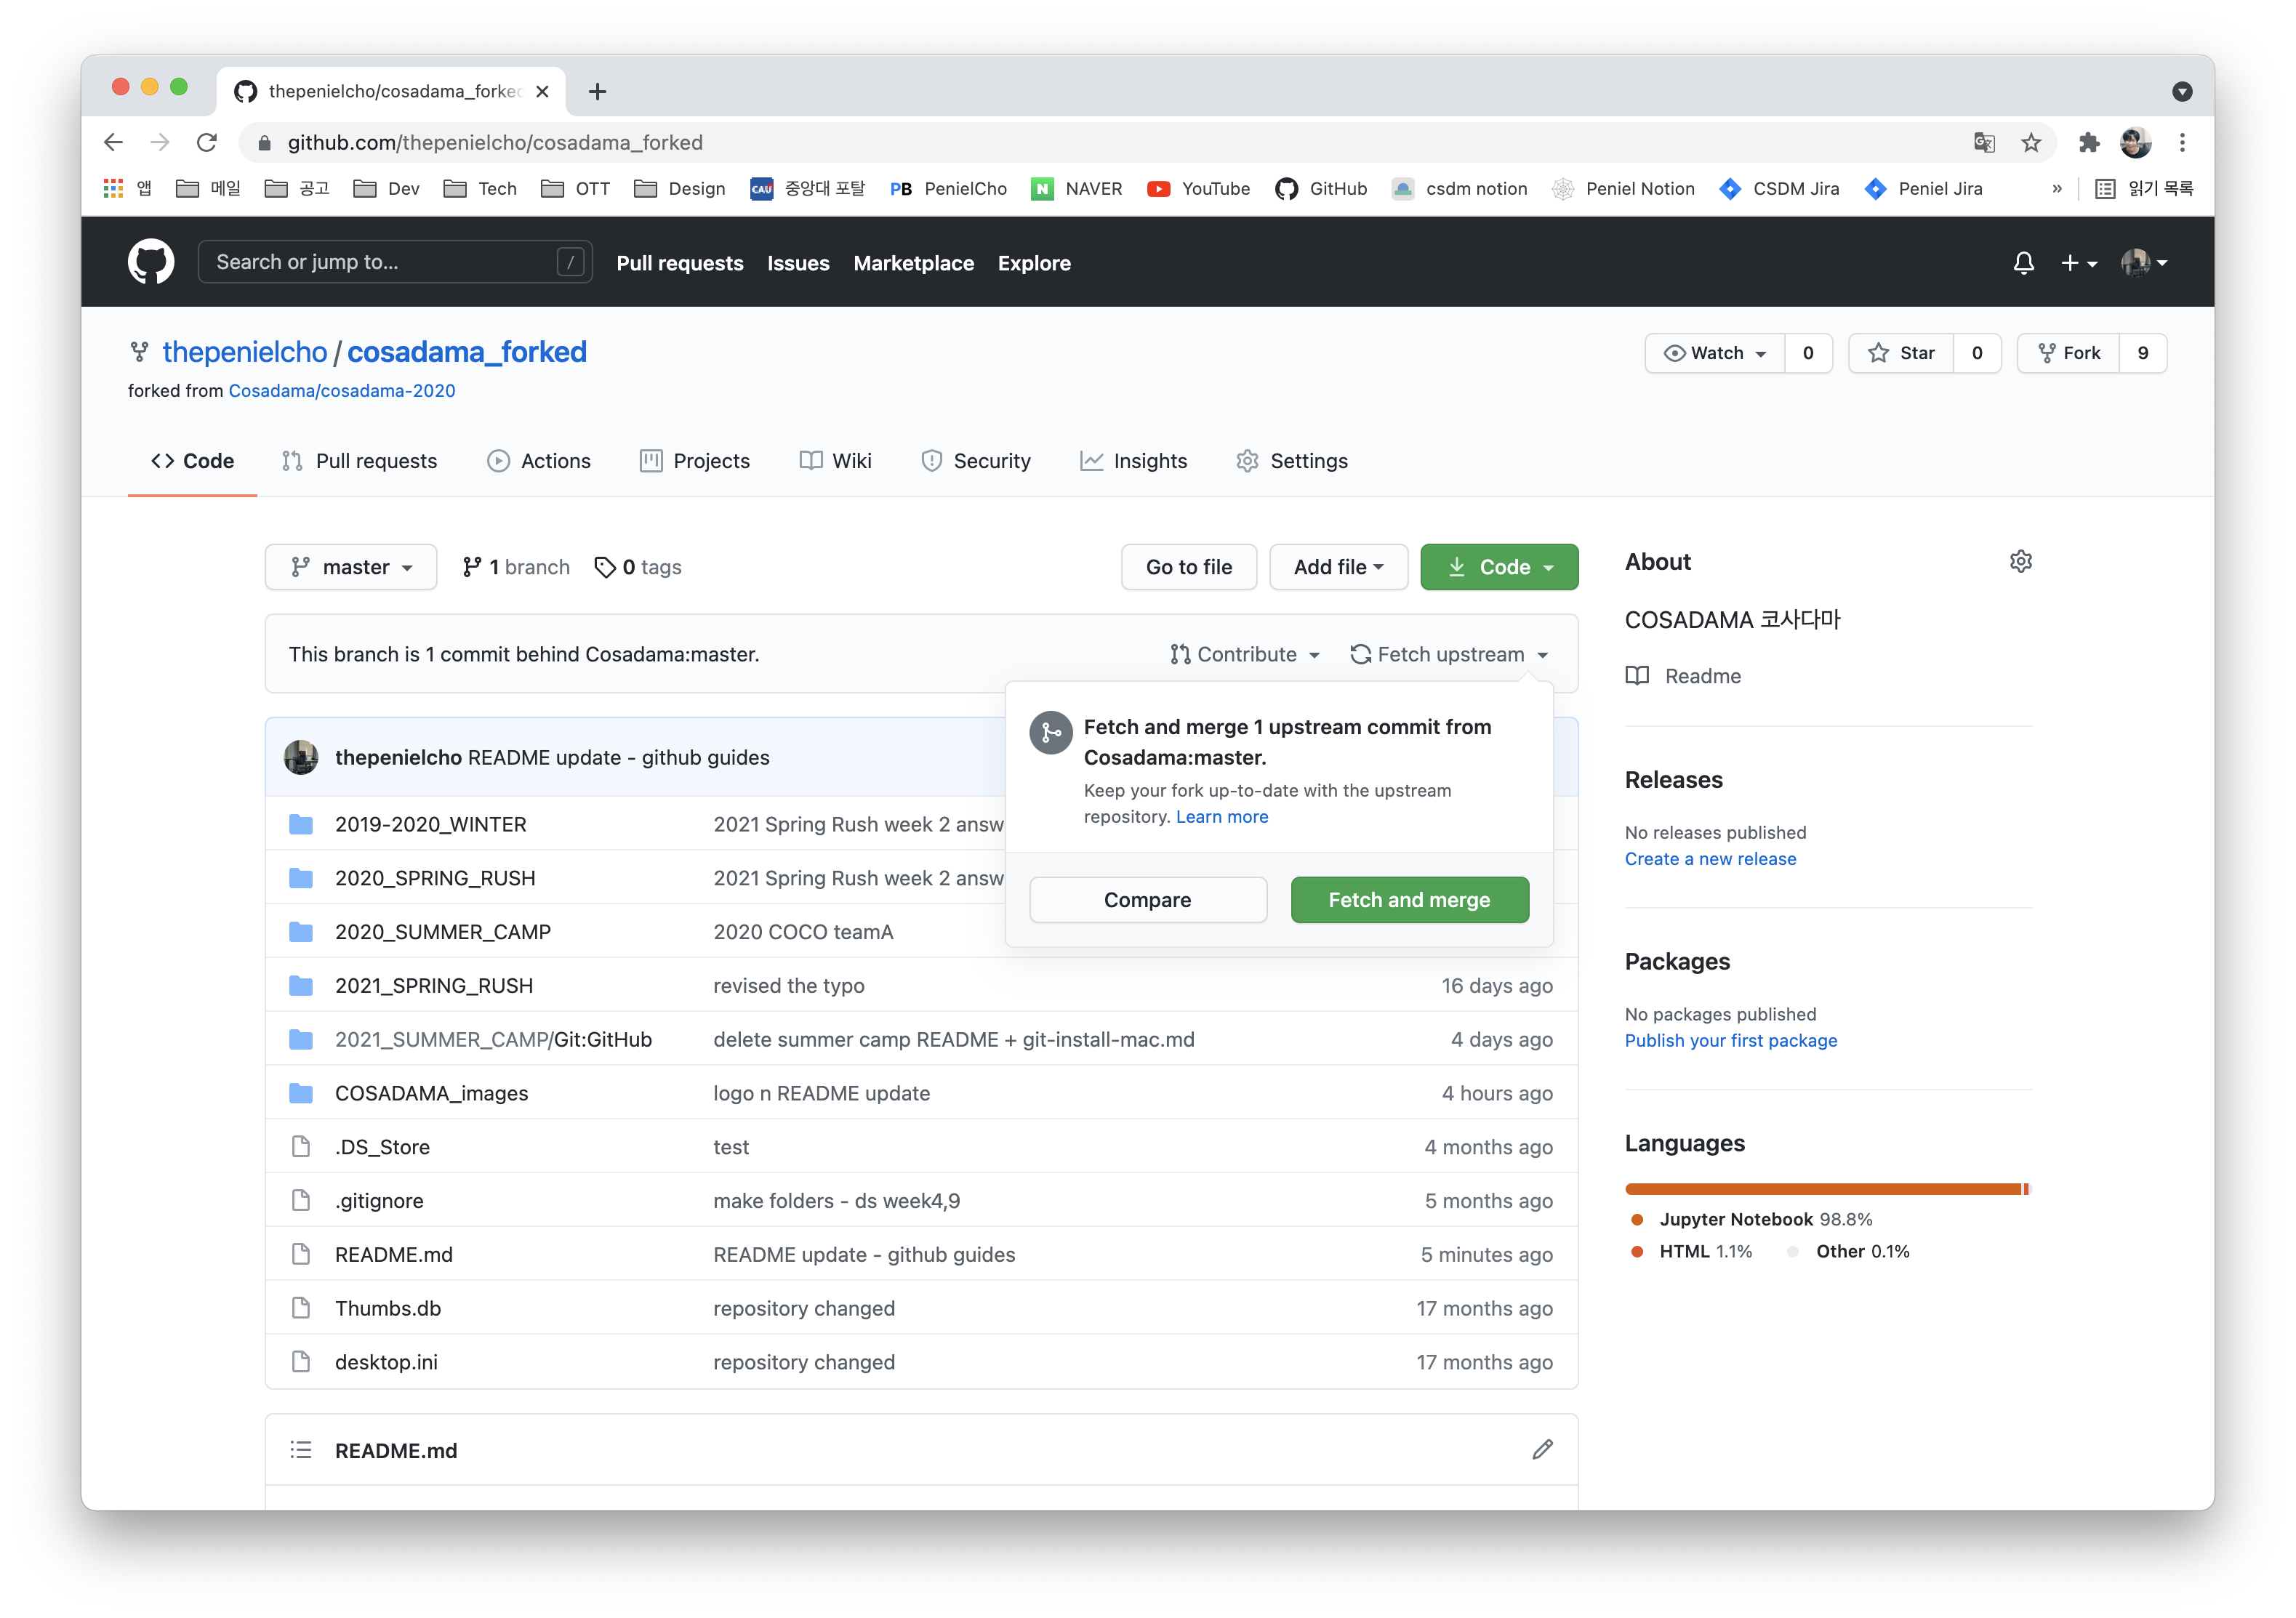 thepenielcho/cosadama_forked
github.com/thepenielcho/cosadama_forked
앱 메일 공고 Dev Tech OTT Design CAU 중앙대 포탈 PB PenielCho N NAVER YouTube GitHub csdm notion Peniel Notion CSDM Jira Peniel Jira » 읽기 목록
Search or jump to... / Pull requests Issues Marketplace Explore
thepenielcho / cosadama_forked Watch 0 Star 0 Fork 9
forked from Cosadama/cosadama-2020
Code Pull requests Actions Projects Wiki Security Insights Settings
master 1 branch 0 tags Go to file Add file Code
This branch is 1 commit behind Cosadama:master. Contribute Fetch upstream
Fetch and merge 1 upstream commit from
Cosadama:master.
Keep your fork up-to-date with the upstream
repository. Learn more
Compare Fetch and merge
thepenielcho README update - github guides
2019-2020_WINTER 2021 Spring Rush week 2 answ
2020_SPRING_RUSH 2021 Spring Rush week 2 answ
2020_SUMMER_CAMP 2020 COCO teamA
2021_SPRING_RUSH revised the typo 16 days ago
2021_SUMMER_CAMP/Git:GitHub delete summer camp README + git-install-mac.md 4 days ago
COSADAMA_images logo n README update 4 hours ago
.DS_Store test 4 months ago
.gitignore make folders - ds week4,9 5 months ago
README.md README update - github guides 5 minutes ago
Thumbs.db repository changed 17 months ago
desktop.ini repository changed 17 months ago
README.md
About
COSADAMA 코사다마
Readme
Releases
No releases published
Create a new release
Packages
No packages published
Publish your first package
Languages
Jupyter Notebook 98.8%
HTML 1.1% Other 0.1%